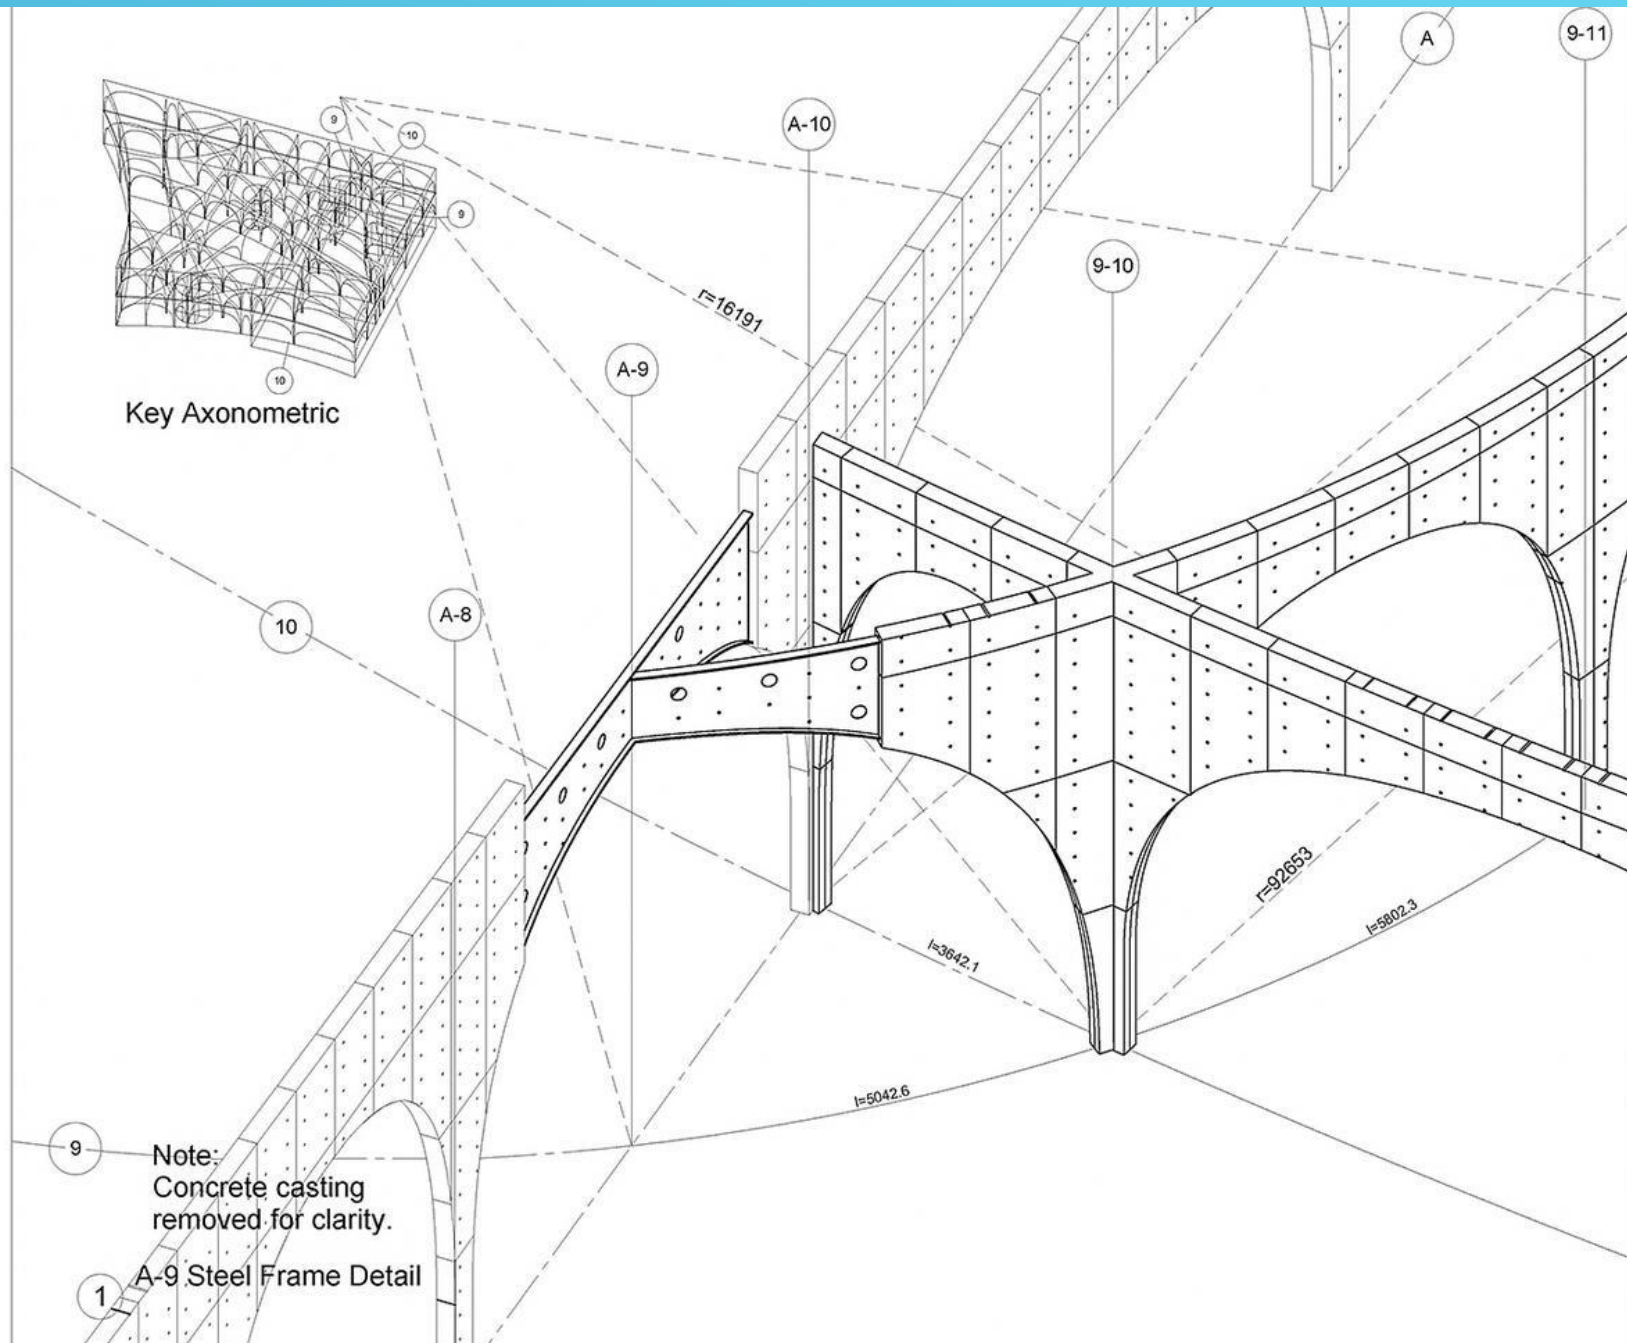 A
9-11
A-10
9
10
9
9-10
r=16191
A-9
10
Key Axonometric
10
A-8
r=92653
l=5802.3
l=3642.1
l=5042.6
9
Note:
Concrete casting
removed for clarity.
1
A-9 Steel Frame Detail